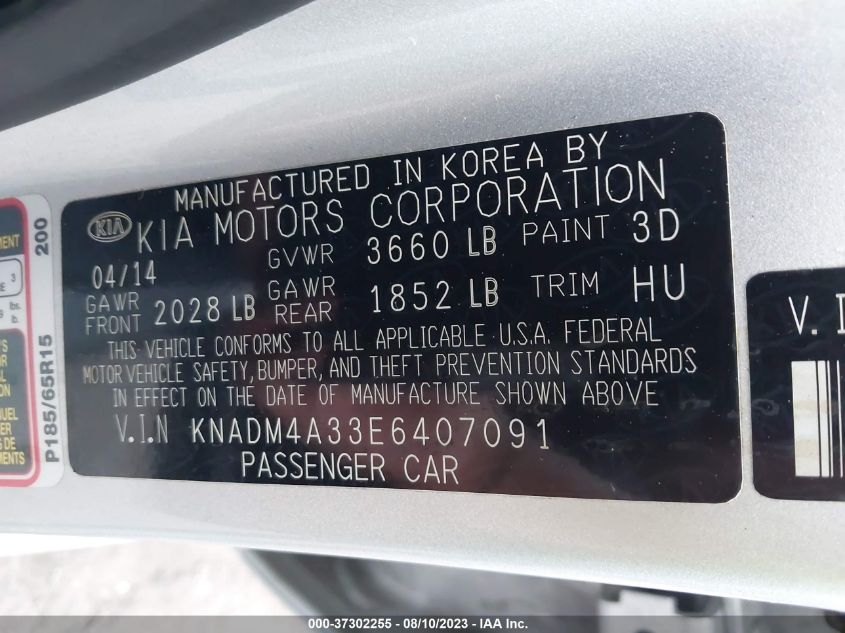 MANUFACTURED IN KOREA BY
KIA KIA MOTORS CORPORATION
04/14 GVWR 3660 LB PAINT 3D
GAWR FRONT 2028 LB GAWR REAR 1852 LB TRIM HU
THIS VEHICLE CONFORMS TO ALL APPLICABLE U.S.A. FEDERAL
MOTOR VEHICLE SAFETY, BUMPER, AND THEFT PREVENTION STANDARDS
IN EFFECT ON THE DATE OF MANUFACTURE SHOWN ABOVE
V.I.N KNADM4A33E6407091
PASSENGER CAR
200
P185/65R15
3
lbs.
V. I
000-37302255 - 08/10/2023 - IAA Inc.